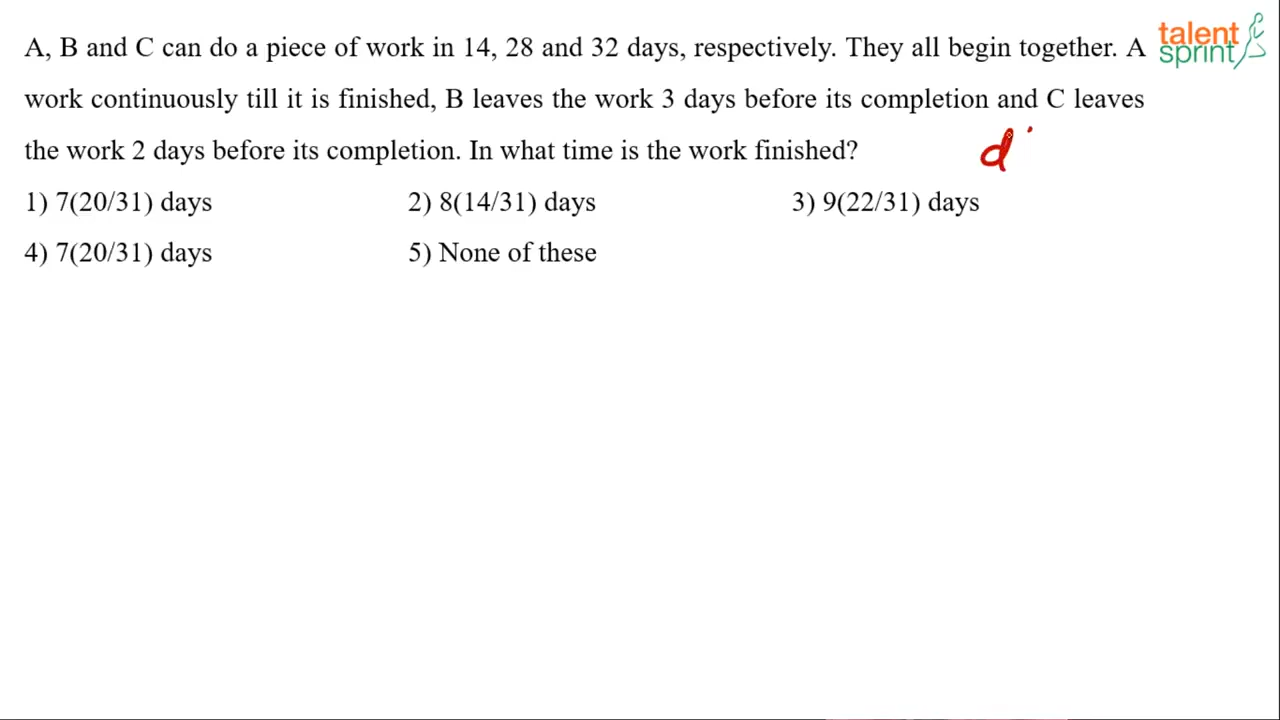 A, B and C can do a piece of work in 14, 28 and 32 days, respectively. They all begin together. A
talent
sprint
work continuously till it is finished, B leaves the work 3 days before its completion and C leaves
the work 2 days before its completion. In what time is the work finished?
d
1) 7(20/31) days 2) 8(14/31) days 3) 9(22/31) days
4) 7(20/31) days 5) None of these